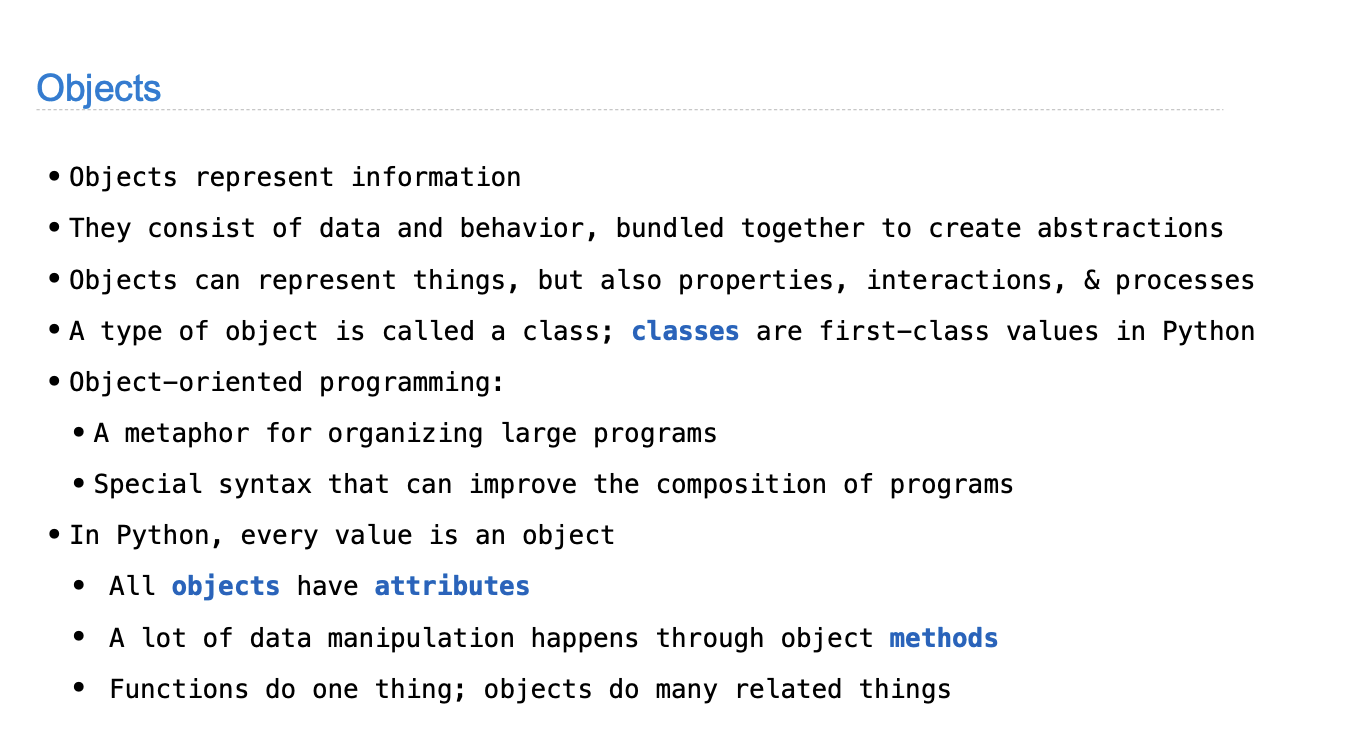 Objects
• Objects represent information
• They consist of data and behavior, bundled together to create abstractions
• Objects can represent things, but also properties, interactions, & processes
• A type of object is called a class; classes are first-class values in Python
• Object-oriented programming:
• A metaphor for organizing large programs
• Special syntax that can improve the composition of programs
• In Python, every value is an object
• All objects have attributes
• A lot of data manipulation happens through object methods
• Functions do one thing; objects do many related things